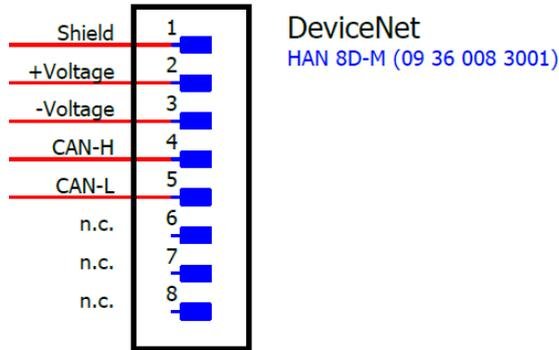 DeviceNet
HAN 8D-M (09 36 008 3001)
Shield 1
+Voltage 2
-Voltage 3
CAN-H 4
CAN-L 5
n.c. 6
n.c. 7
n.c. 8